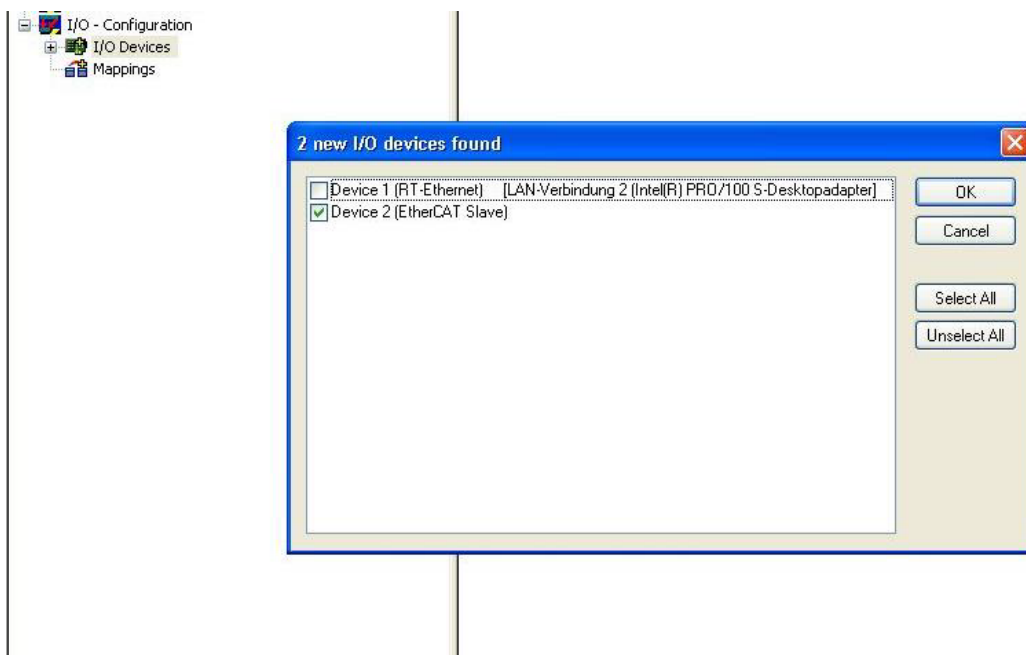 I/O - Configuration
I/O Devices
Mappings
2 new I/O devices found
Device 1 (RT-Ethernet) [LAN-Verbindung 2 (Intel(R) PRO/100 S-Desktopadapter]
Device 2 (EtherCAT Slave)
OK
Cancel
Select All
Unselect All